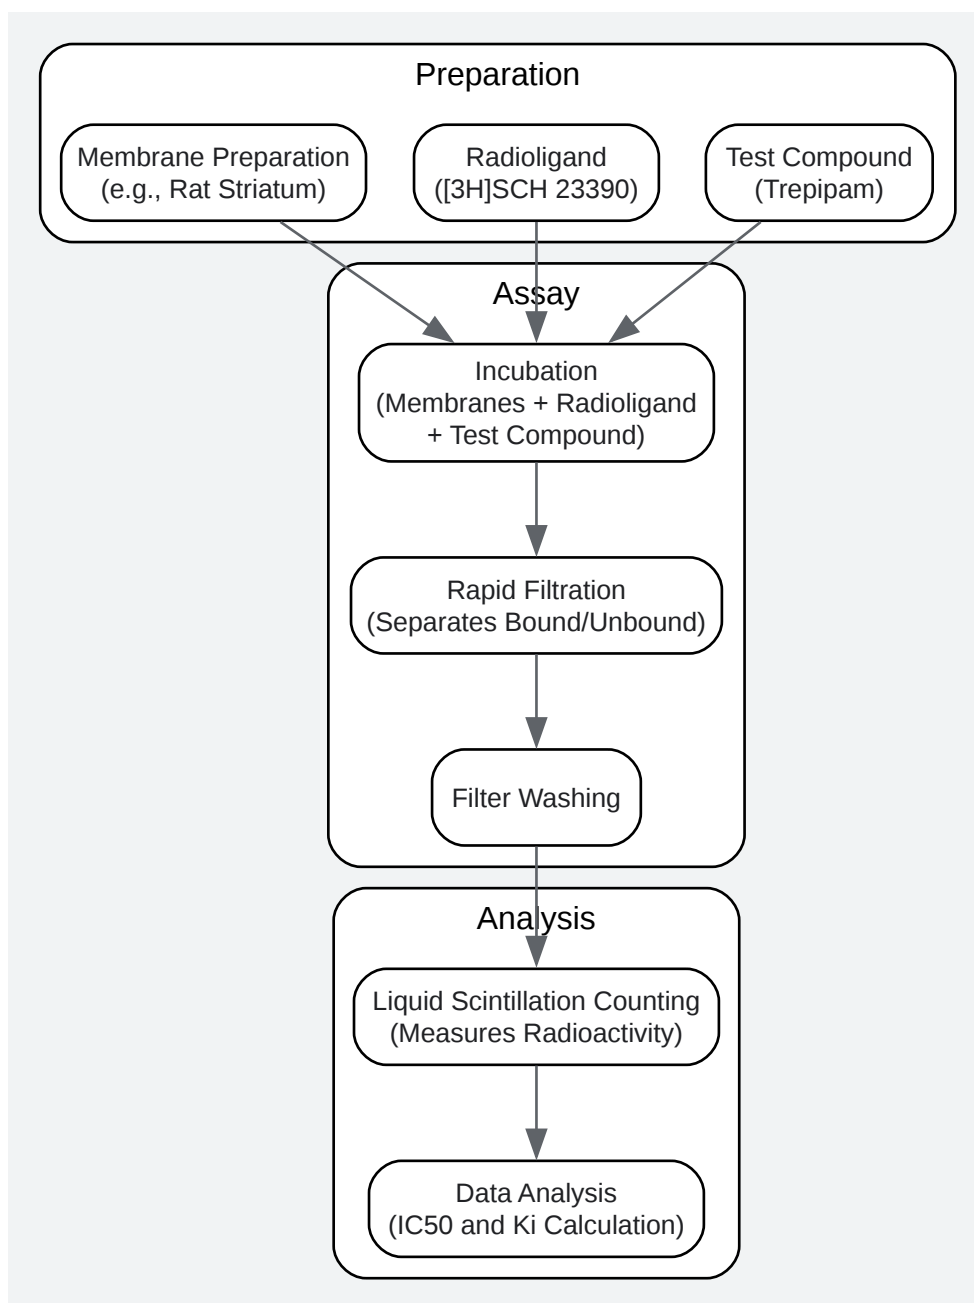 Preparation
Membrane Preparation
(e.g., Rat Striatum)
Radioligand
([3H]SCH 23390)
Test Compound
(Trepipam)
Assay
Incubation
(Membranes + Radioligand
+ Test Compound)
Rapid Filtration
(Separates Bound/Unbound)
Filter Washing
Analysis
Liquid Scintillation Counting
(Measures Radioactivity)
Data Analysis
(IC50 and Ki Calculation)